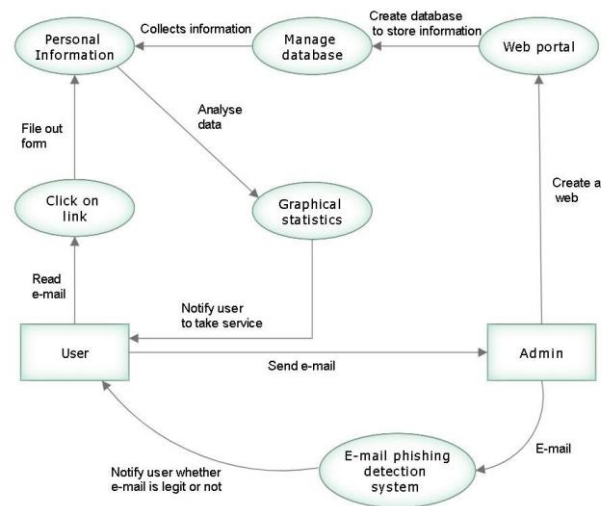 Personal
Information
Collects information
Manage
database
Create database
to store information
Web portal
Analyse
data
File out
form
Click on
link
Graphical
statistics
Create a
web
Read
e-mail
Notify user
to take service
User
Send e-mail
Admin
E-mail
E-mail phishing
detection
system
Notify user whether
e-mail is legit or not